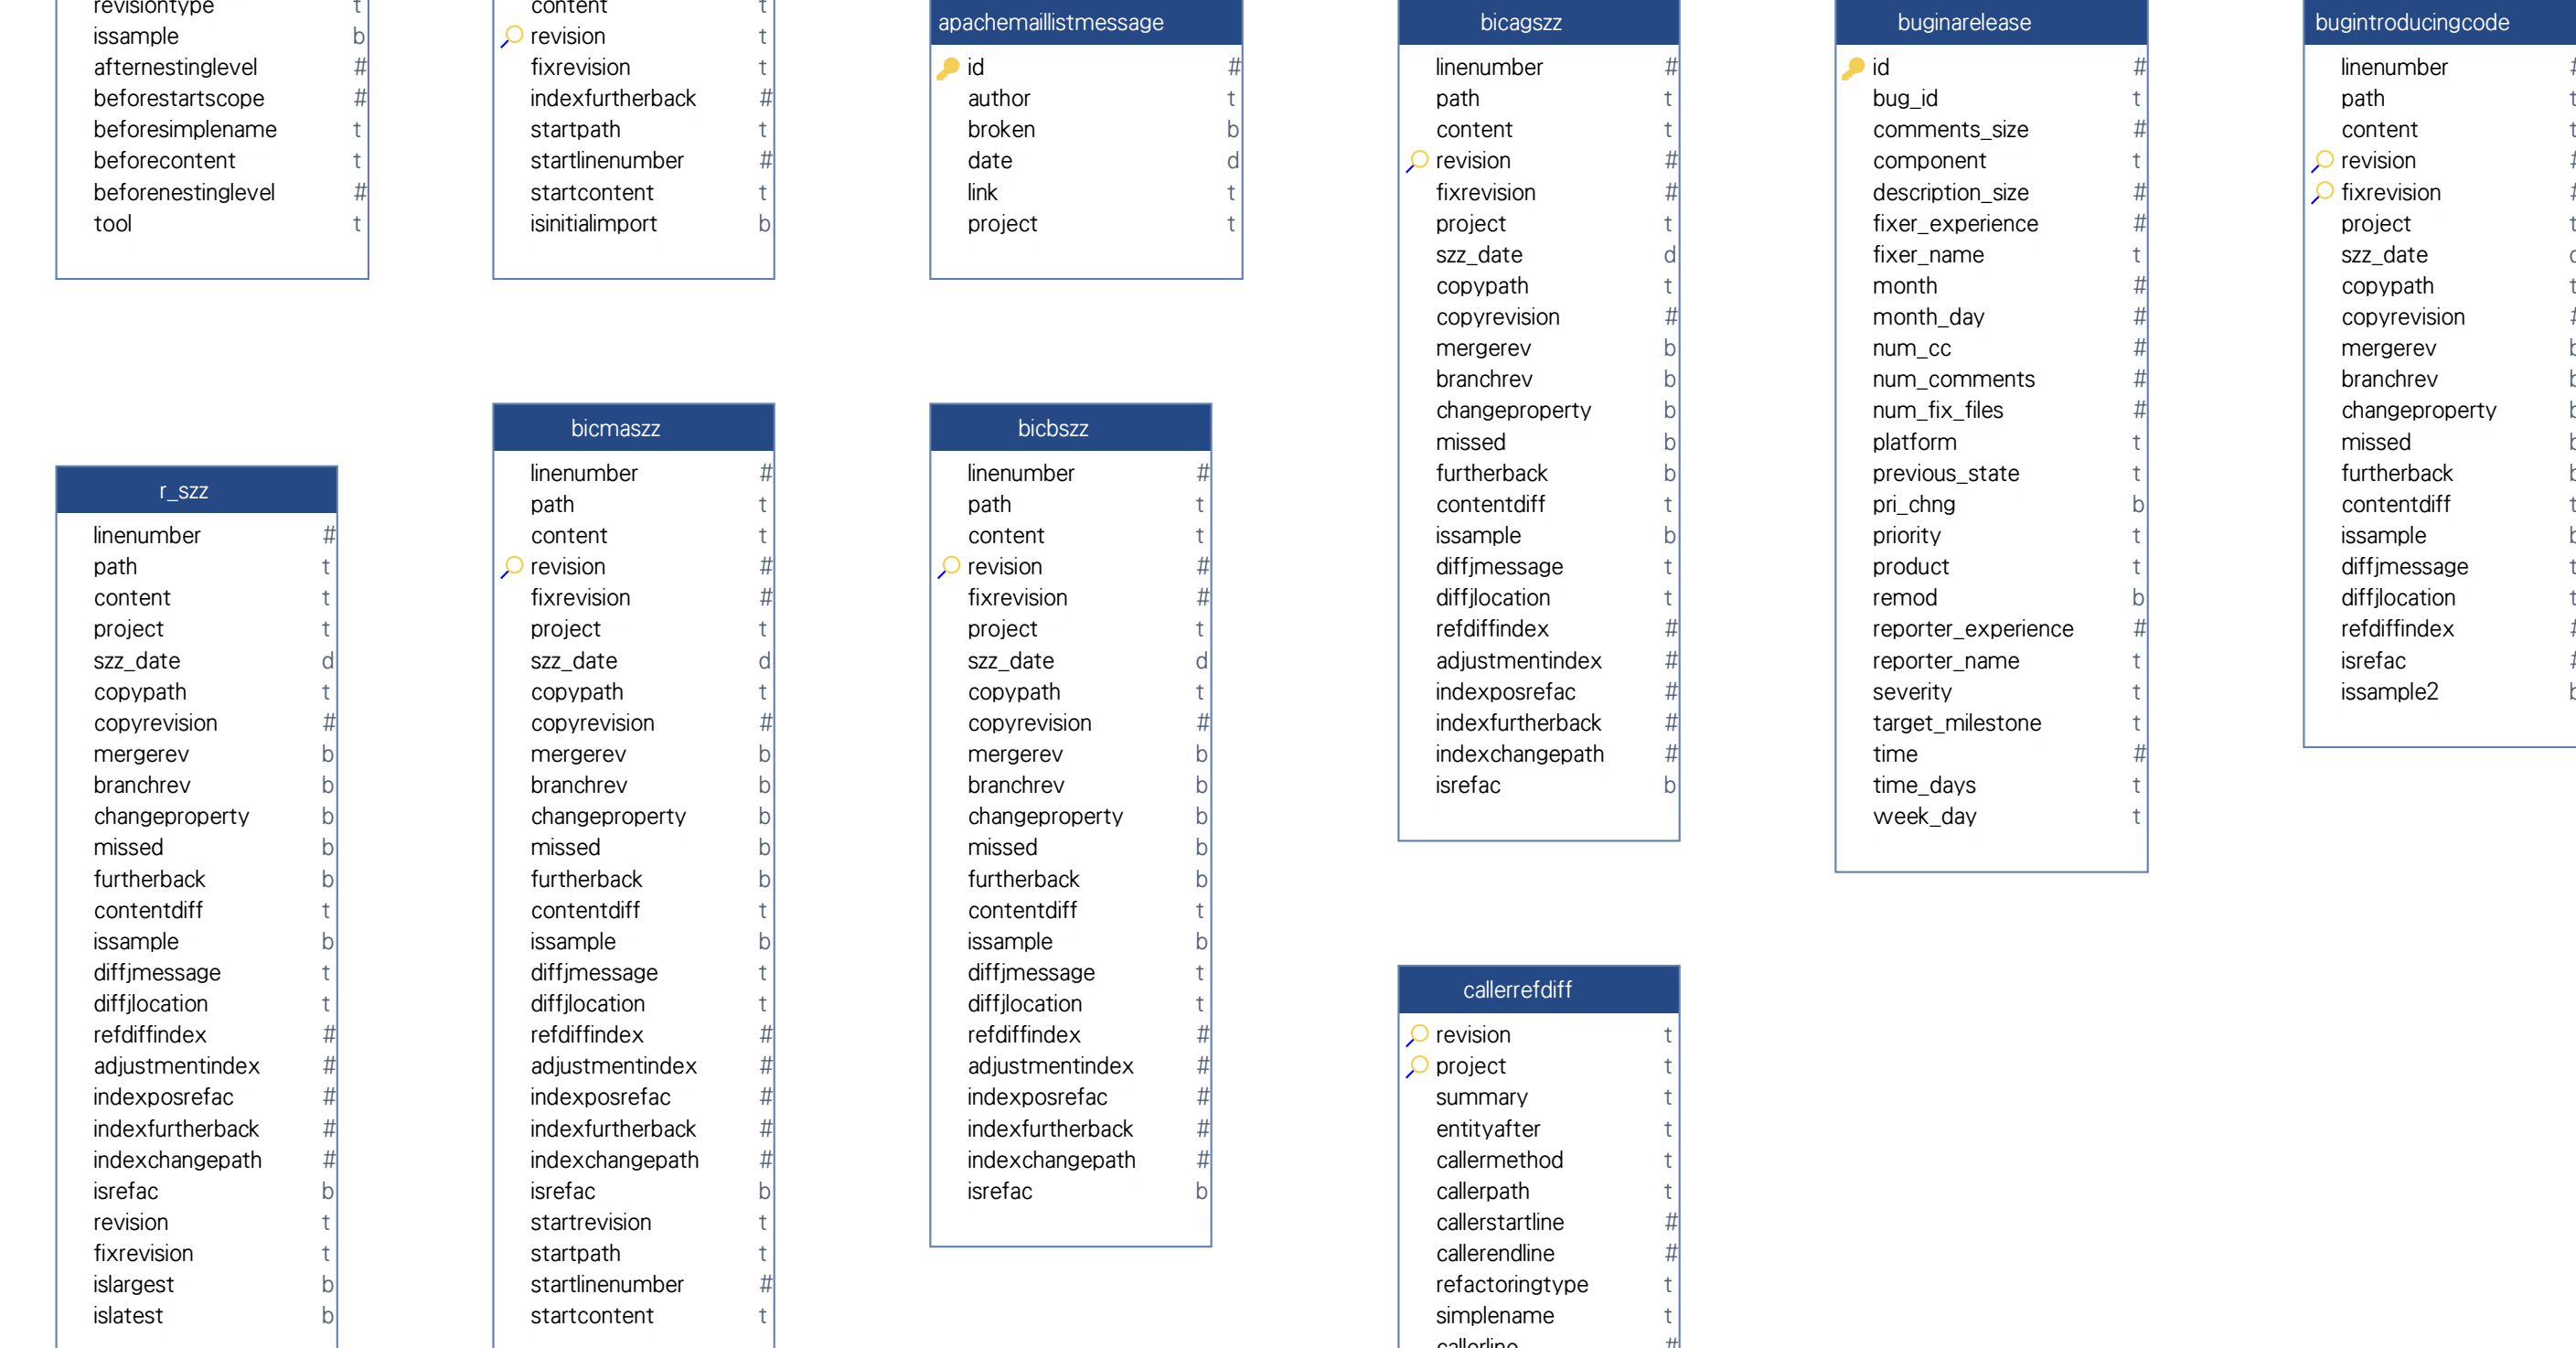 revisiontype t
issample b
afternestinglevel #
beforestartscope #
beforesimplename t
beforecontent t
beforenestinglevel #
tool t
content t
revision t
fixrevision t
indexfurtherback #
startpath t
startlinenumber #
startcontent t
isinitialimport b
apachemaillistmessage
id #
author t
broken b
date d
link t
project t
bicagszz
linenumber #
path t
content t
revision #
fixrevision #
project t
szz_date d
copypath t
copyrevision #
mergerev b
branchrev b
changeproperty b
missed b
furtherback b
contentdiff t
issample b
diffjmessage t
diffjlocation t
refdiffindex #
adjustmentindex #
indexposrefac #
indexfurtherback #
indexchangepath #
isrefac b
buginarelease
id #
bug_id t
comments_size #
component t
description_size #
fixer_experience #
fixer_name t
month #
month_day #
num_cc #
num_comments #
num_fix_files #
platform t
previous_state t
pri_chng b
priority t
product t
remod b
reporter_experience #
reporter_name t
severity t
target_milestone t
time #
time_days t
week_day t
bugintroducingcode
linenumber #
path t
content t
revision #
fixrevision #
project t
szz_date d
copypath t
copyrevision #
mergerev b
branchrev b
changeproperty b
missed b
furtherback b
contentdiff t
issample b
diffjmessage t
diffjlocation t
refdiffindex #
isrefac #
issample2 b
r_szz
linenumber #
path t
content t
project t
szz_date d
copypath t
copyrevision #
mergerev b
branchrev b
changeproperty b
missed b
furtherback b
contentdiff t
issample b
diffjmessage t
diffjlocation t
refdiffindex #
adjustmentindex #
indexposrefac #
indexfurtherback #
indexchangepath #
isrefac b
revision t
fixrevision t
islargest b
islatest b
bicmaszz
linenumber #
path t
content t
revision #
fixrevision #
project t
szz_date d
copypath t
copyrevision #
mergerev b
branchrev b
changeproperty b
missed b
furtherback b
contentdiff t
issample b
diffjmessage t
diffjlocation t
refdiffindex #
adjustmentindex #
indexposrefac #
indexfurtherback #
indexchangepath #
isrefac b
startrevision t
startpath t
startlinenumber #
startcontent t
bicbszz
linenumber #
path t
content t
revision #
fixrevision #
project t
szz_date d
copypath t
copyrevision #
mergerev b
branchrev b
changeproperty b
missed b
furtherback b
contentdiff t
issample b
diffjmessage t
diffjlocation t
refdiffindex #
adjustmentindex #
indexposrefac #
indexfurtherback #
indexchangepath #
isrefac b
callerrefdiff
revision t
project t
summary t
entityafter t
callermethod t
callerpath t
callerstartline #
callerendline #
refactoringtype t
simplename t
callerline #